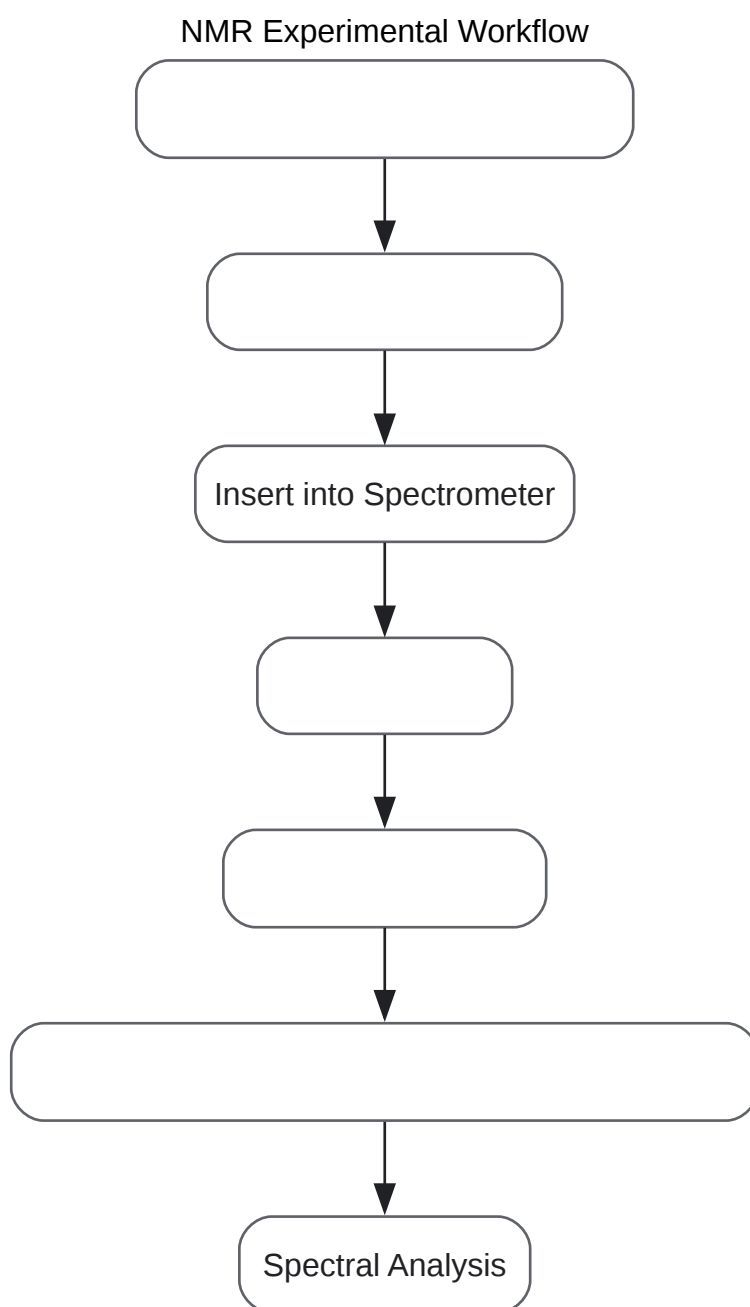 NMR Experimental Workflow
Insert into Spectrometer
Spectral Analysis